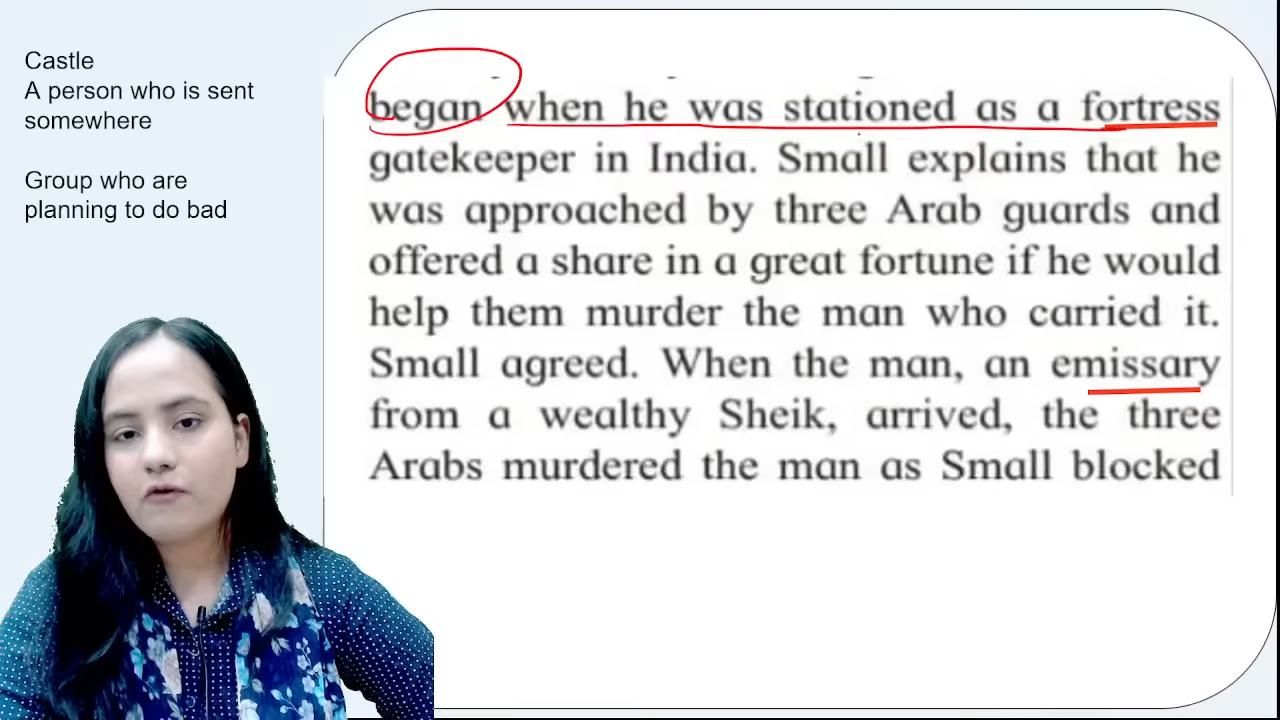 Castle
A person who is sent
somewhere
Group who are
planning to do bad
began when he was stationed as a fortress
gatekeeper in India. Small explains that he
was approached by three Arab guards and
offered a share in a great fortune if he would
help them murder the man who carried it.
Small agreed. When the man, an emissary
from a wealthy Sheik, arrived, the three
Arabs murdered the man as Small blocked